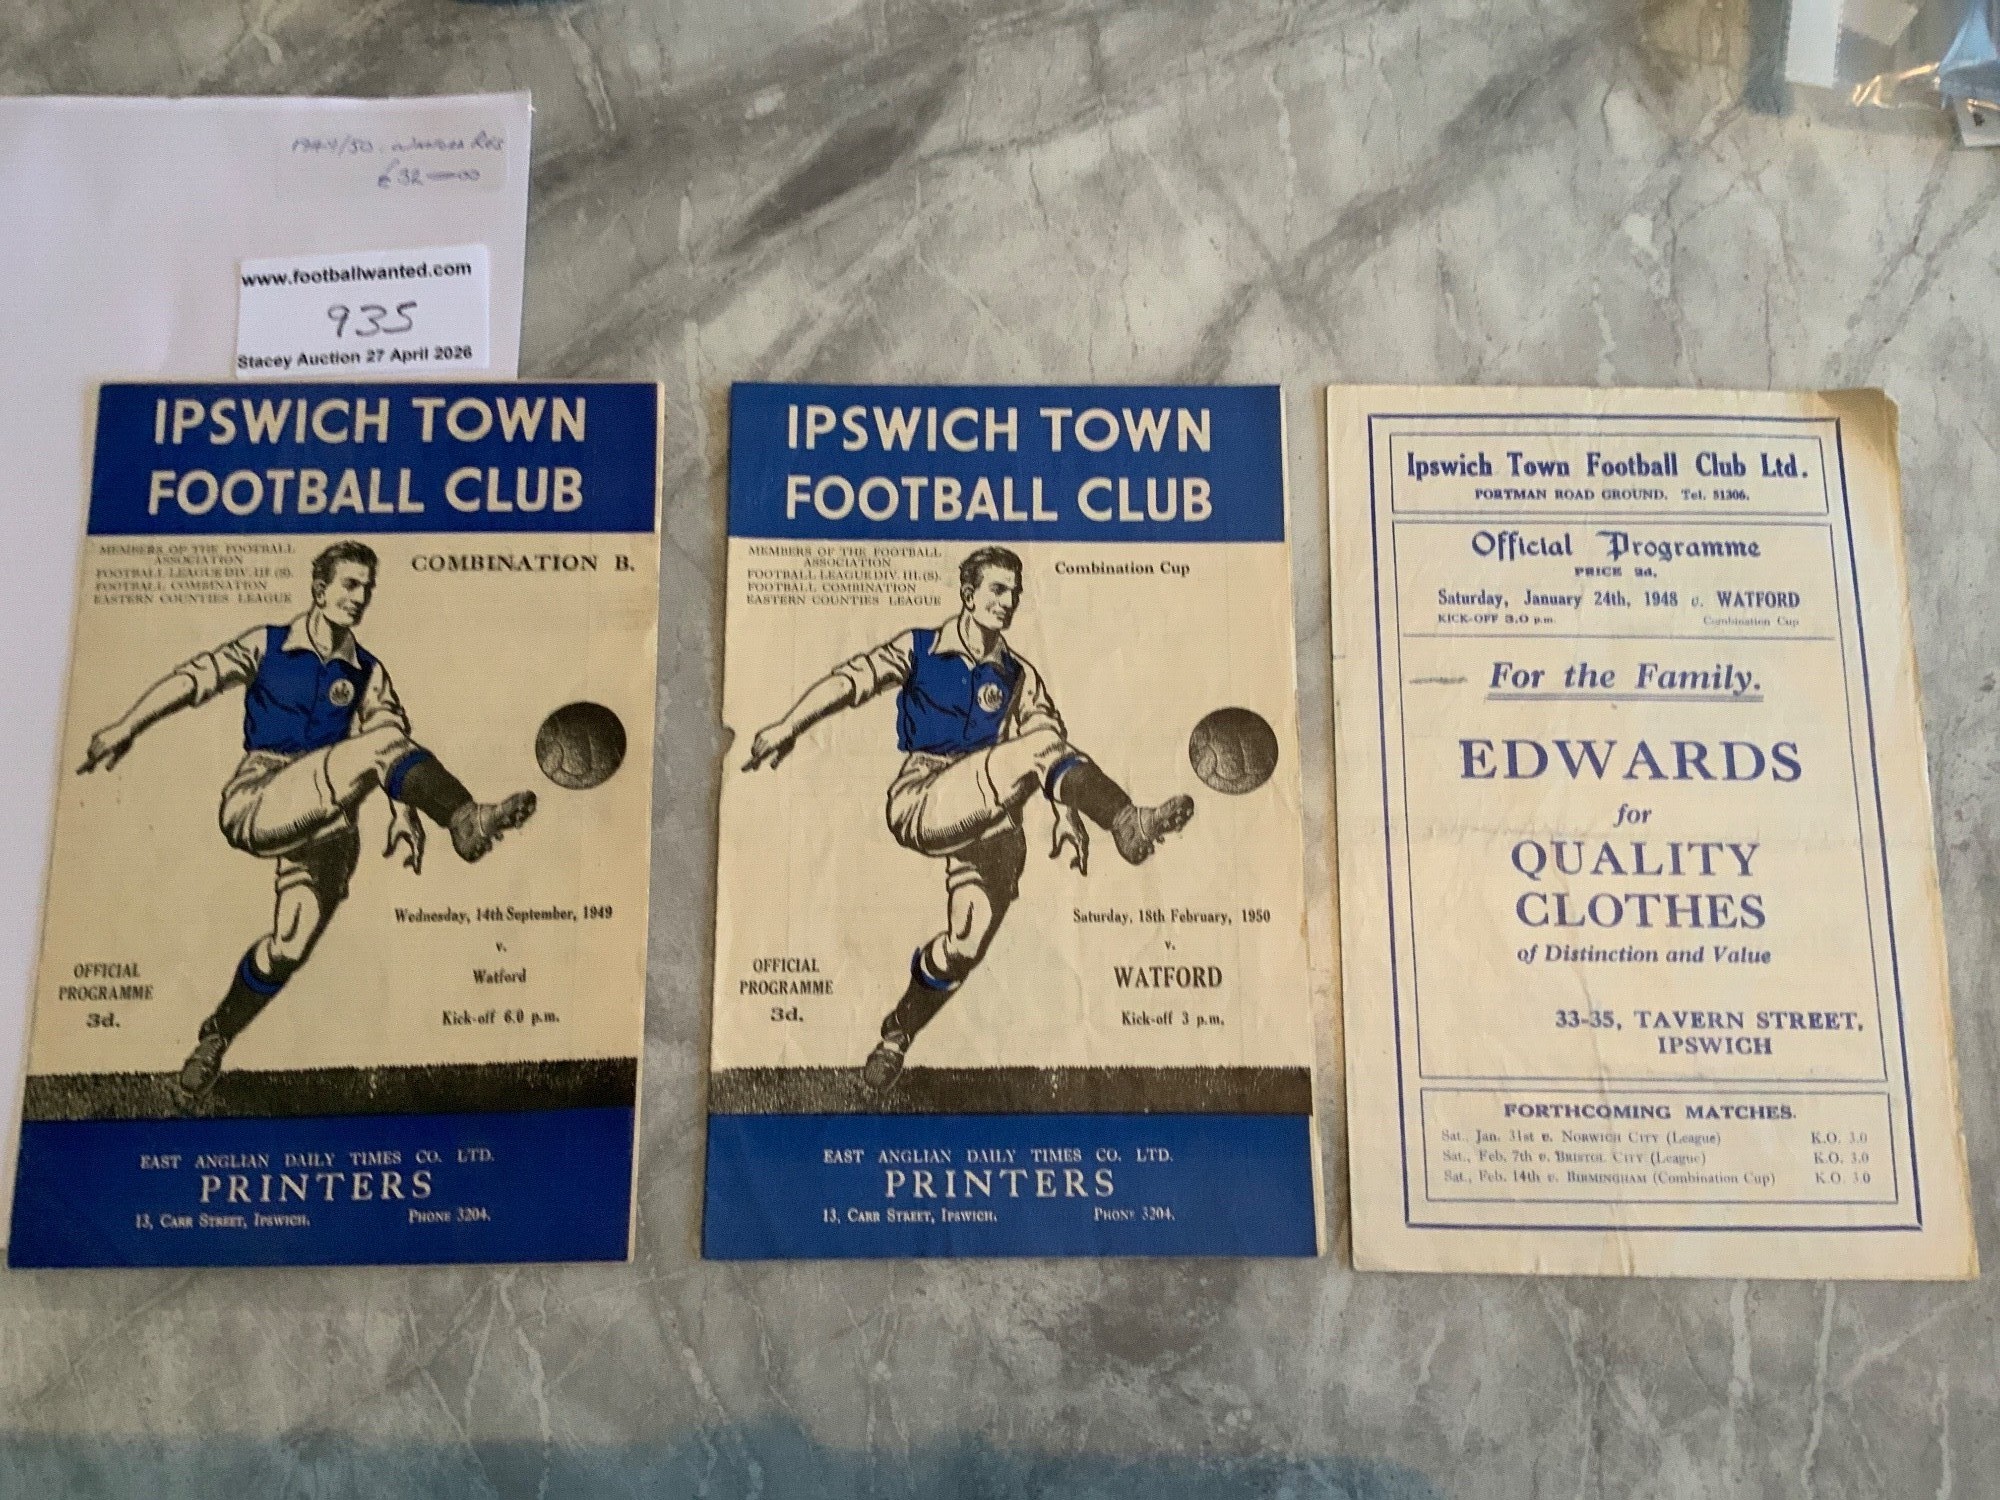 £32—00
www.footballwanted.com
935
Stacey Auction 27 April 2026
IPSWICH TOWN
FOOTBALL CLUB
MEMBERS OF THE FOOTBALL
ASSOCIATION
FOOTBALL LEAGUE DIV. III. (S).
FOOTBALL COMBINATION
EASTERN COUNTIES LEAGUE
COMBINATION B.
Wednesday, 14th September, 1949
v.
Watford
Kick-off 6.0 p.m.
OFFICIAL
PROGRAMME
3d.
EAST ANGLIAN DAILY TIMES CO. LTD.
PRINTERS
13, CARR STREET, IPSWICH. PHONE 3204.
IPSWICH TOWN
FOOTBALL CLUB
MEMBERS OF THE FOOTBALL
ASSOCIATION
FOOTBALL LEAGUE DIV. III. (S).
FOOTBALL COMBINATION
EASTERN COUNTIES LEAGUE
Combination Cup
Saturday, 18th February, 1950
v.
WATFORD
Kick-off 3 p.m.
OFFICIAL
PROGRAMME
3d.
EAST ANGLIAN DAILY TIMES CO. LTD.
PRINTERS
13, CARR STREET, IPSWICH. PHONE 3204.
Ipswich Town Football Club Ltd.
PORTMAN ROAD GROUND. Tel. 51306.
Official Programme
PRICE 2d.
Saturday, January 24th, 1948 v. WATFORD
KICK-OFF 3.0 p.m. Combination Cup
For the Family.
EDWARDS
for
QUALITY
CLOTHES
of Distinction and Value
33-35, TAVERN STREET,
IPSWICH
FORTHCOMING MATCHES.
Sat., Jan. 31st v. NORWICH CITY (League) K.O. 3.0
Sat., Feb. 7th v. BRISTOL CITY (League) K.O. 3.0
Sat., Feb. 14th v. BIRMINGHAM (Combination Cup) K.O. 3.0